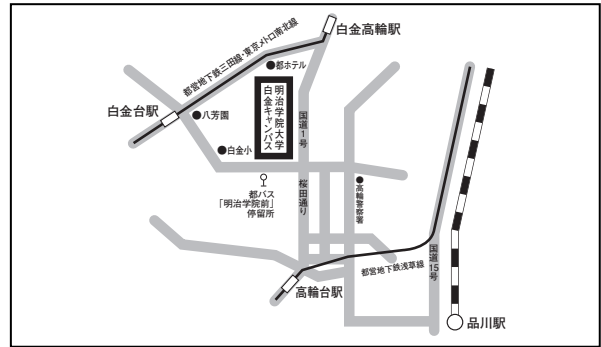 白金高輪駅
都営地下鉄三田線・東京メトロ南北線
●都ホテル
白金台駅
●八芳園
明治学院大学
白金キャンパス
国道1号
●白金小
都バス
「明治学院前」
停留所
桜田通り
●高輪警察署
都営地下鉄浅草線
国道15号
高輪台駅
品川駅